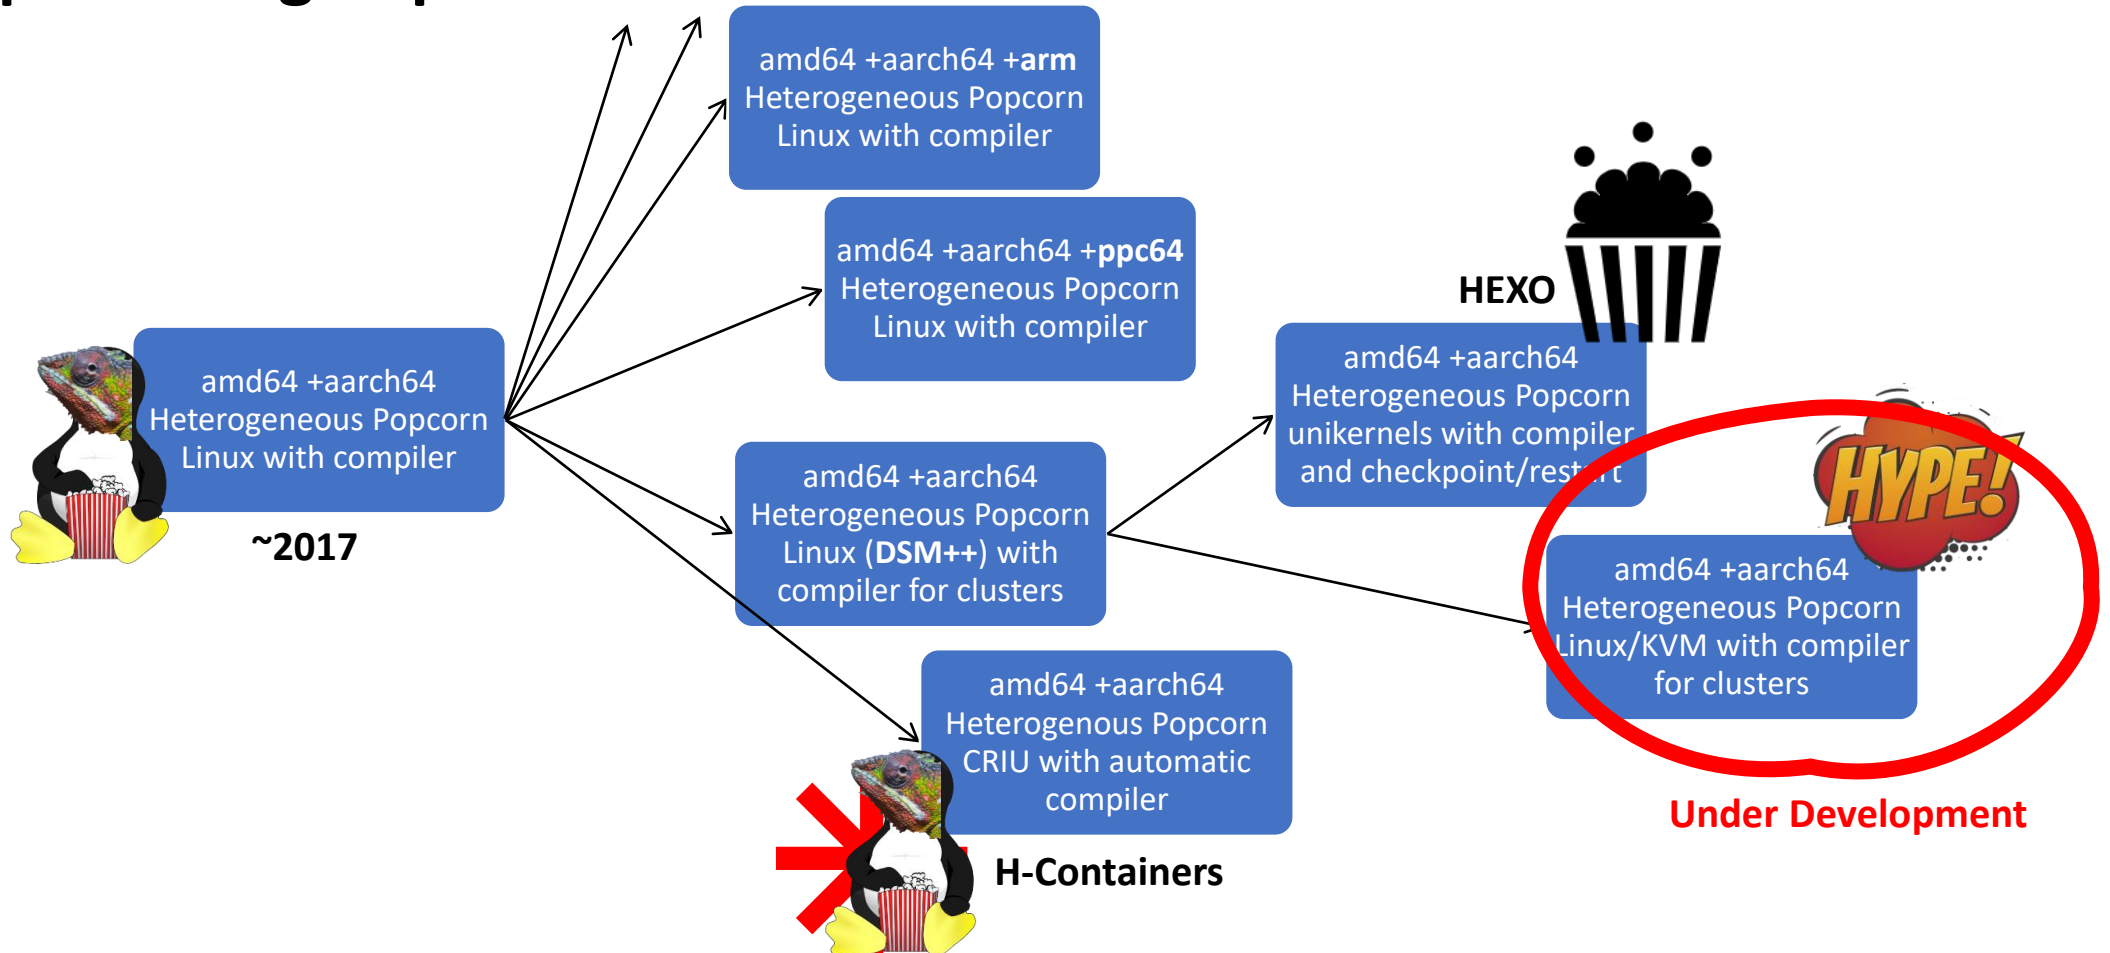 amd64 +aarch64 +arm
Heterogeneous Popcorn
Linux with compiler
amd64 +aarch64 +ppc64
Heterogeneous Popcorn
Linux with compiler
HEXO
amd64 +aarch64
Heterogeneous Popcorn
Linux with compiler
~2017
amd64 +aarch64
Heterogeneous Popcorn
unikernels with compiler
and checkpoint/restart
HYPE!
amd64 +aarch64
Heterogeneous Popcorn
Linux (DSM++) with
compiler for clusters
amd64 +aarch64
Heterogeneous Popcorn
Linux/KVM with compiler
for clusters
amd64 +aarch64
Heterogenous Popcorn
CRIU with automatic
compiler
Under Development
H-Containers